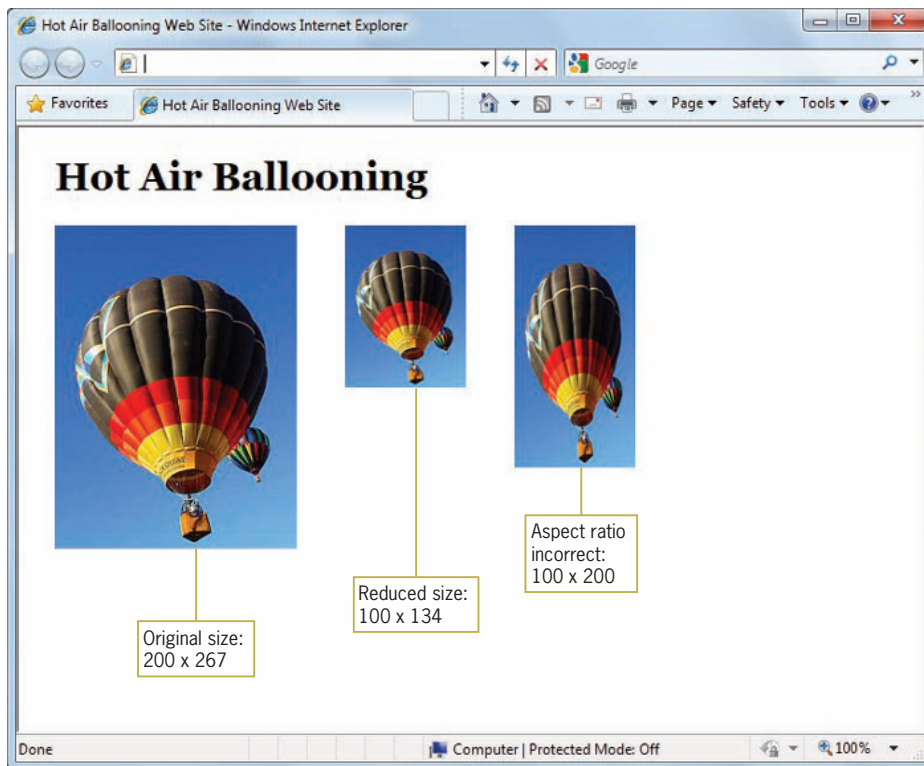 Hot Air Ballooning Web Site - Windows Internet Explorer
Google
Favorites
Hot Air Ballooning Web Site
Page
Safety
Tools
Hot Air Ballooning
Aspect ratio
incorrect:
100 x 200
Reduced size:
100 x 134
Original size:
200 x 267
Done
Computer | Protected Mode: Off
100%